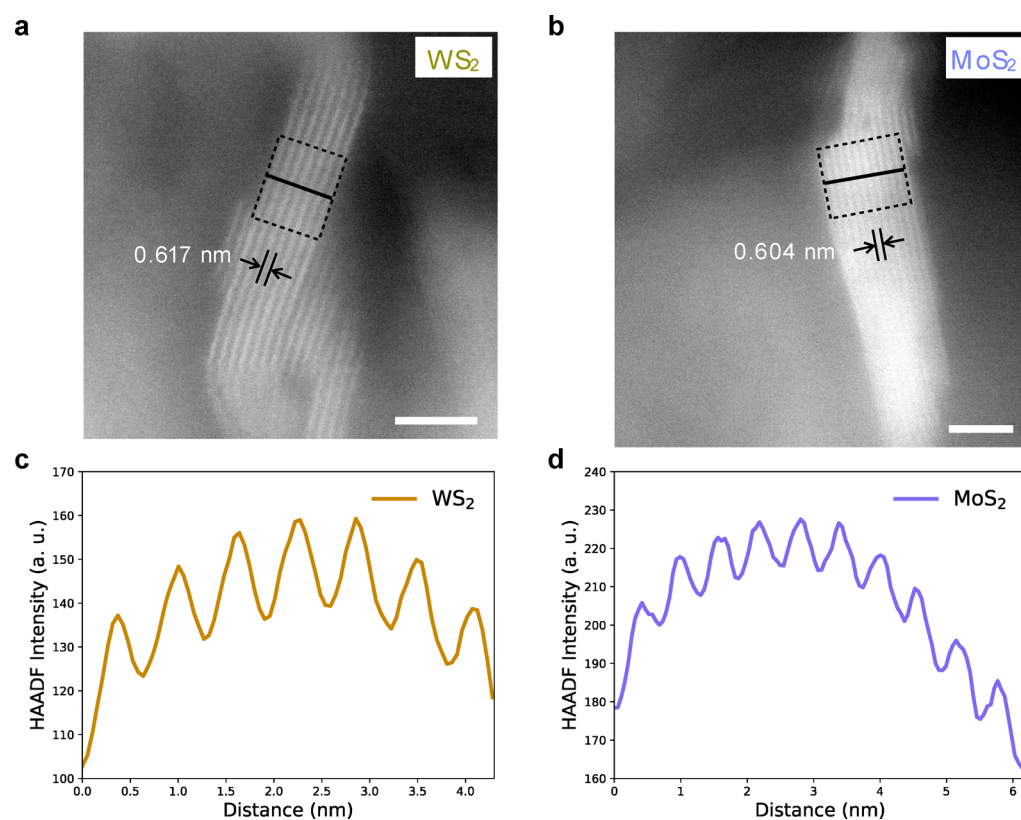 a
WS₂
0.617 nm
b
MoS₂
0.604 nm
c
170
160
150
140
130
120
110
100
HAADF Intensity (a. u.)
WS₂
0.0 0.5 1.0 1.5 2.0 2.5 3.0 3.5 4.0
Distance (nm)
d
240
230
220
210
200
190
180
170
160
HAADF Intensity (a. u.)
MoS₂
0 1 2 3 4 5 6
Distance (nm)